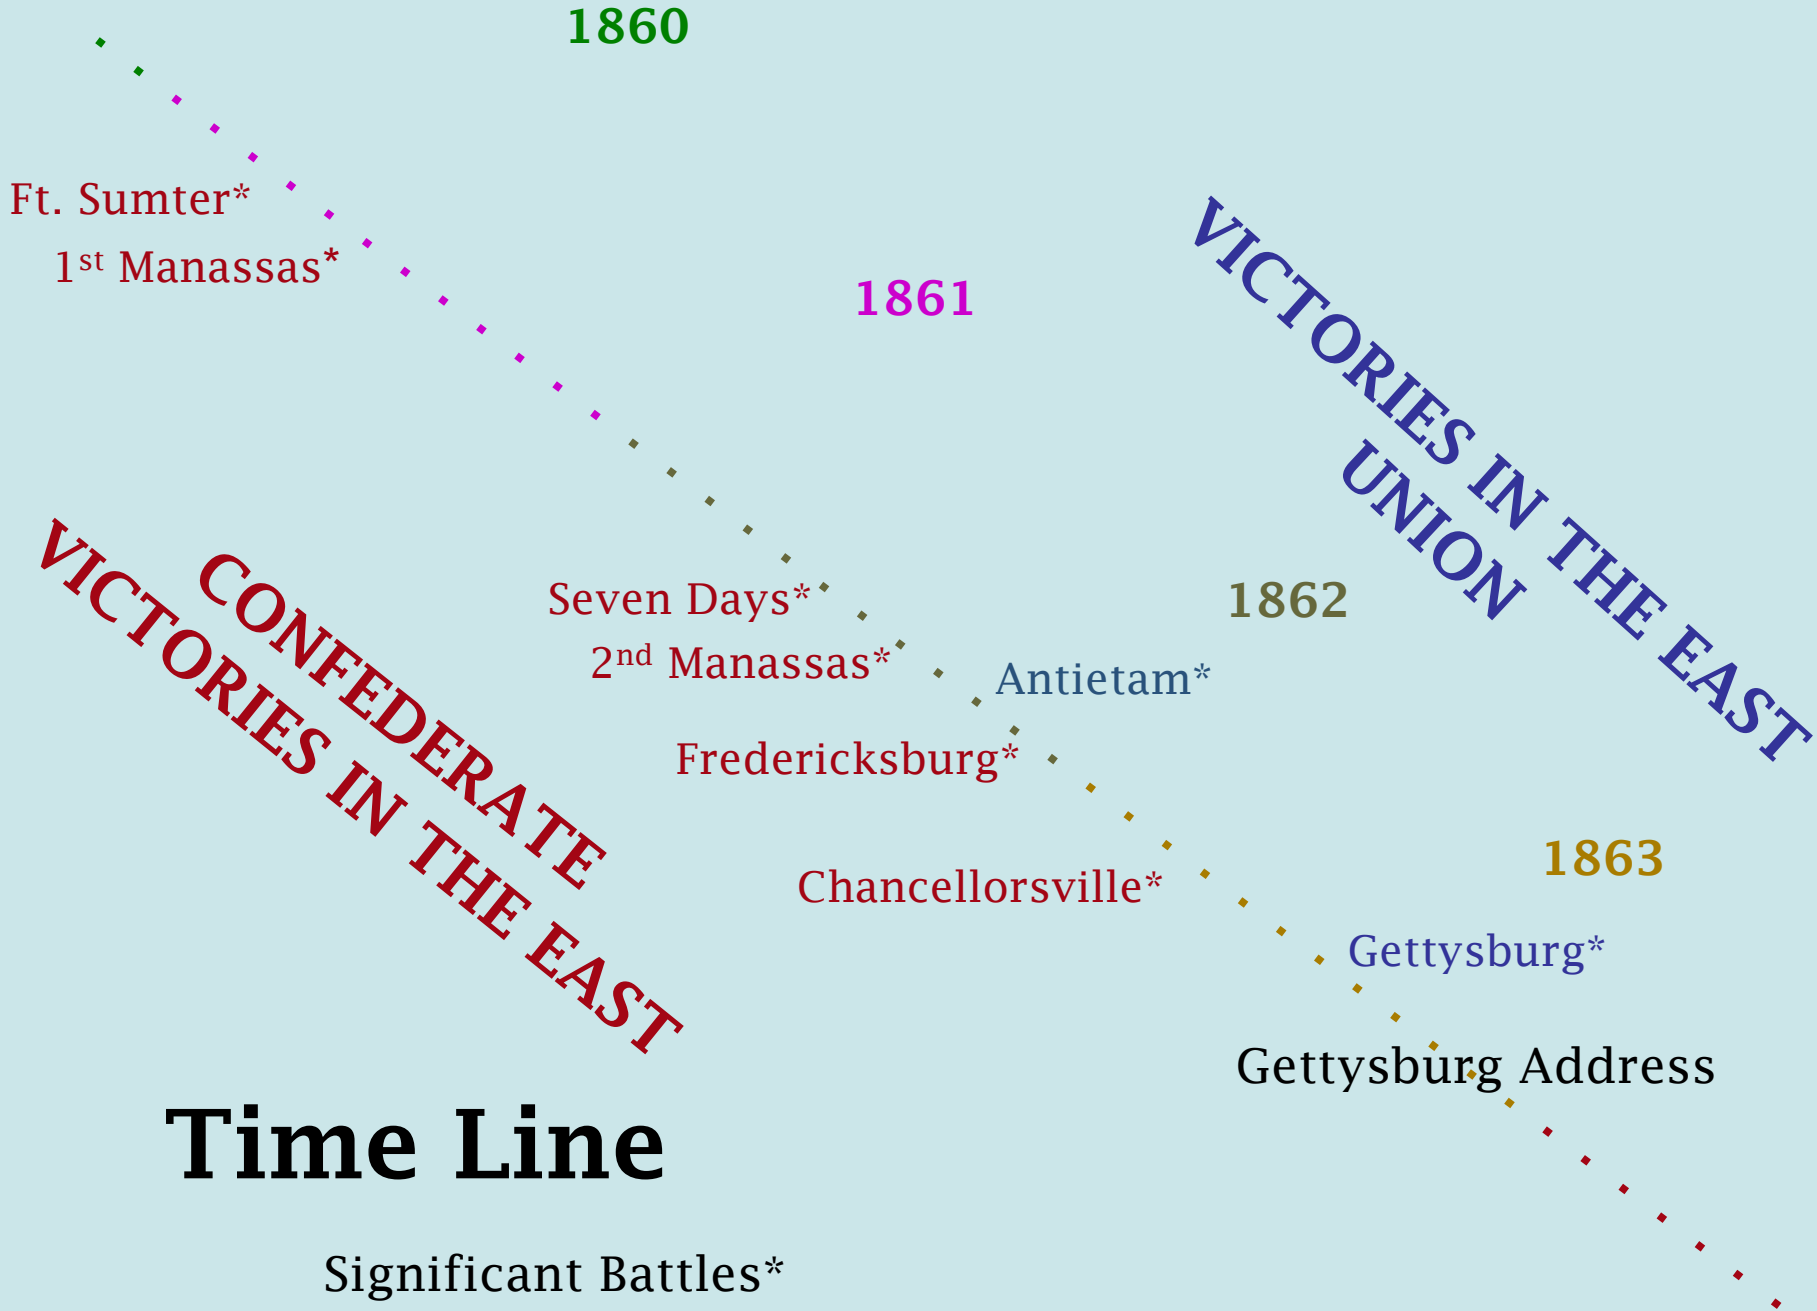 1860
Ft. Sumter*
1st Manassas*
1861
VICTORIES IN THE EAST
UNION
CONFEDERATE
VICTORIES IN THE EAST
Seven Days*
1862
2nd Manassas*
Antietam*
Fredericksburg*
1863
Chancellorsville*
Gettysburg*
Gettysburg Address
Time Line
Significant Battles*